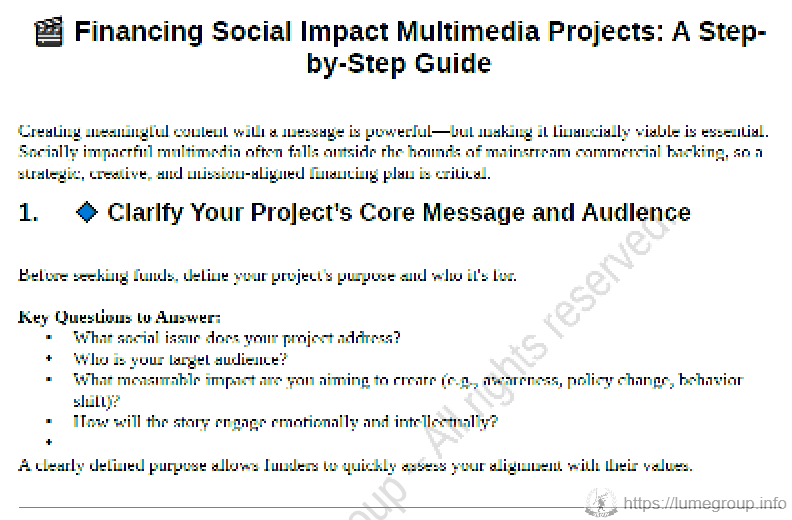 🎬 Financing Social Impact Multimedia Projects: A Step-
by-Step Guide
Creating meaningful content with a message is powerful—but making it financially viable is essential.
Socially impactful multimedia often falls outside the bounds of mainstream commercial backing, so a
strategic, creative, and mission-aligned financing plan is critical.
1. 🔷 Clarify Your Project's Core Message and Audience
Before seeking funds, define your project's purpose and who it's for.
Key Questions to Answer:
• What social issue does your project address?
• Who is your target audience?
• What measurable impact are you aiming to create (e.g., awareness, policy change, behavior
shift)?
• How will the story engage emotionally and intellectually?
•
A clearly defined purpose allows funders to quickly assess your alignment with their values.
oup - All rights reserved.
https://lumegroup.info